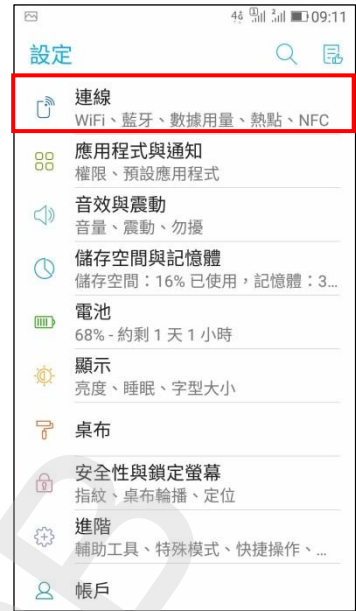 4G 1 2 09:11
設定
連線
WiFi、藍牙、數據用量、熱點、NFC
應用程式與通知
權限、預設應用程式
音效與震動
音量、震動、勿擾
儲存空間與記憶體
儲存空間：16% 已使用，記憶體：3...
電池
68% - 約剩 1 天 1 小時
顯示
亮度、睡眠、字型大小
桌布
安全性與鎖定螢幕
指紋、桌布輪播、定位
進階
輔助工具、特殊模式、快捷操作、...
帳戶